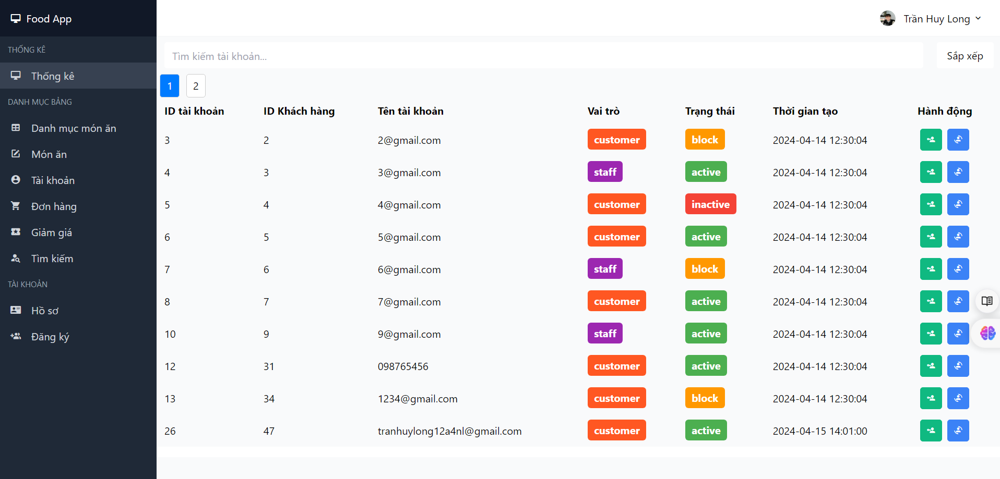 Food App
Trần Huy Long
THỐNG KÊ
Thống kê
DANH MỤC BẢNG
Danh mục món ăn
Món ăn
Tài khoản
Đơn hàng
Giảm giá
Tìm kiếm
TÀI KHOẢN
Hồ sơ
Đăng ký
Tìm kiếm tài khoản...
Sắp xếp
1 2
ID tài khoản ID Khách hàng Tên tài khoản Vai trò Trạng thái Thời gian tạo Hành động
3 2 2@gmail.com customer block 2024-04-14 12:30:04
4 3 3@gmail.com staff active 2024-04-14 12:30:04
5 4 4@gmail.com customer inactive 2024-04-14 12:30:04
6 5 5@gmail.com customer active 2024-04-14 12:30:04
7 6 6@gmail.com staff block 2024-04-14 12:30:04
8 7 7@gmail.com customer active 2024-04-14 12:30:04
10 9 9@gmail.com staff active 2024-04-14 12:30:04
12 31 098765456 customer active 2024-04-14 12:30:04
13 34 1234@gmail.com customer block 2024-04-14 12:30:04
26 47 tranhuylong12a4nl@gmail.com customer active 2024-04-15 14:01:00